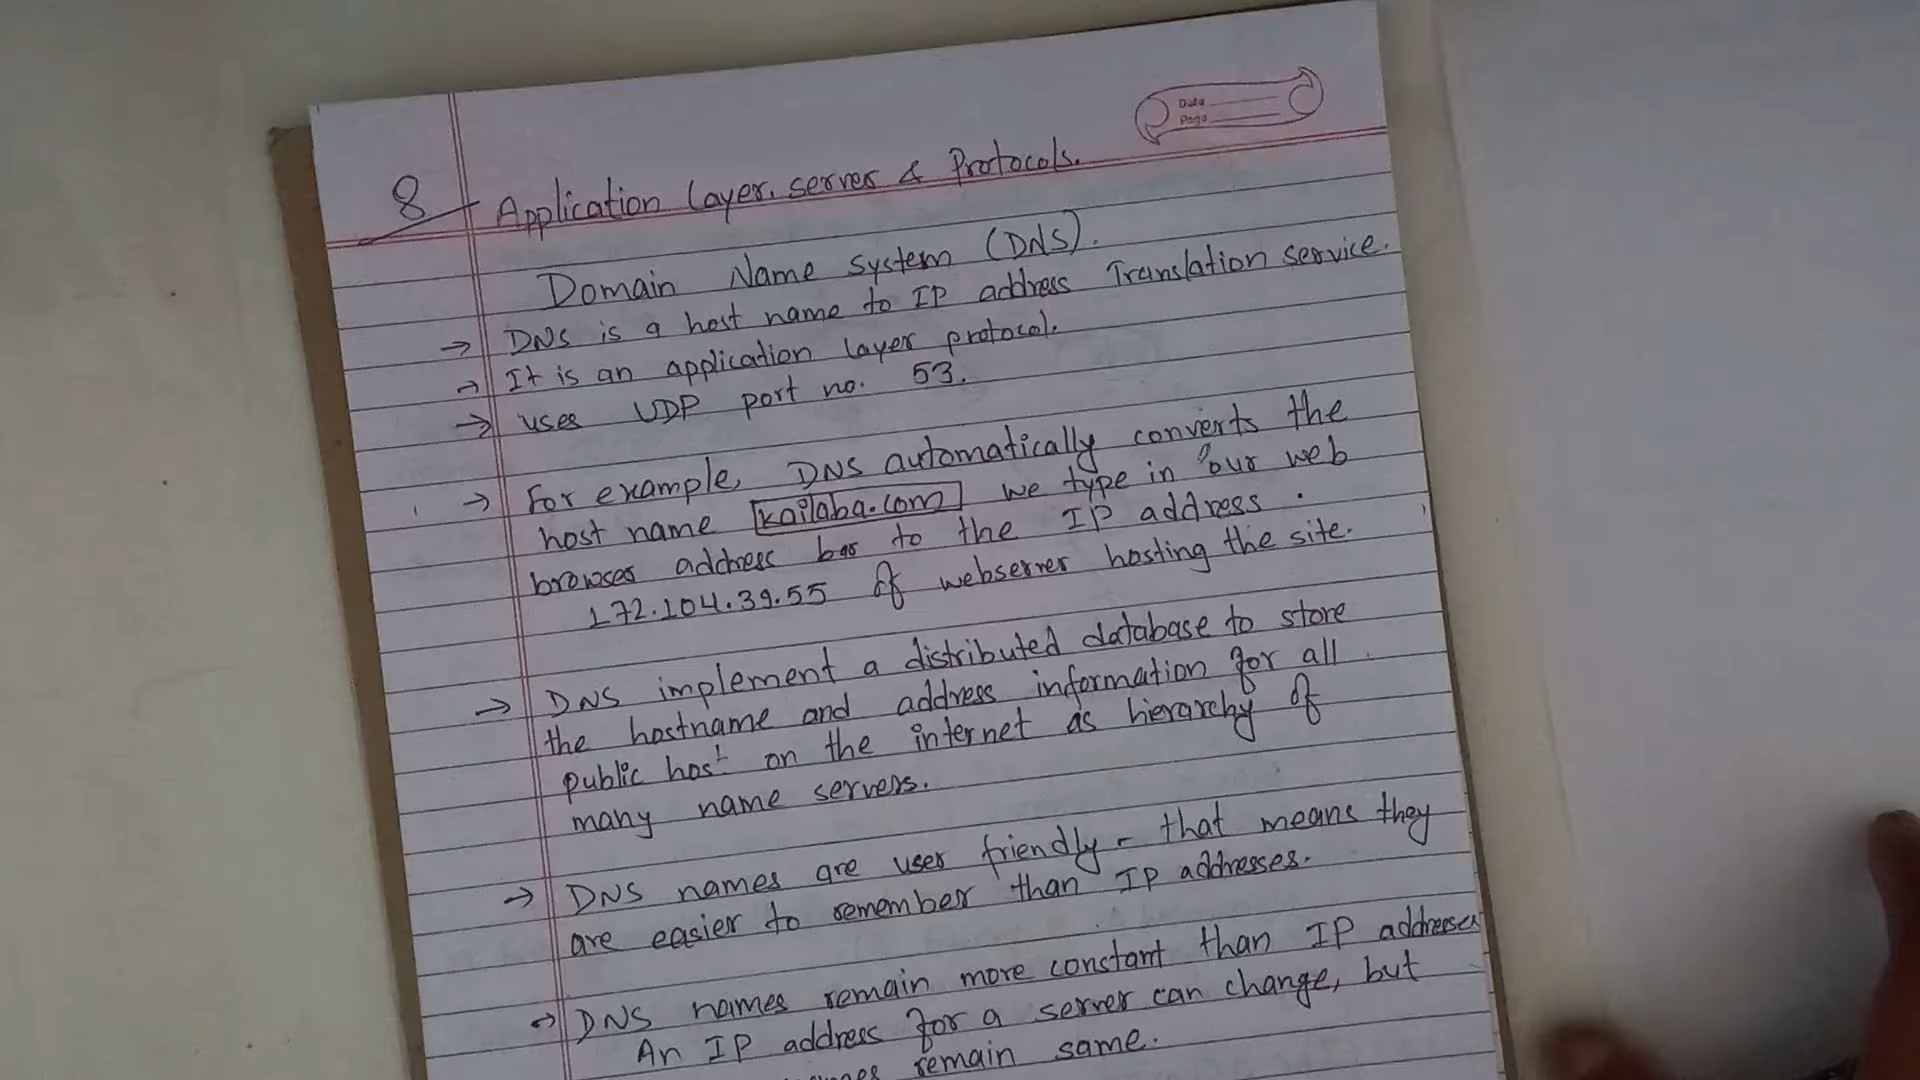 Date
Page
8 Application Layer. server & Protocols.
Domain Name System (DNS).
→ DNS is a host name to IP address Translation service.
→ It is an application layer protocol.
→ uses UDP port no. 53.
→ For example, DNS automatically converts the
host name kailaba.com we type in our web
browser address bar to the IP address.
172.104.39.55 of webserver hosting the site.
→ DNS implement a distributed database to store
the hostname and address information for all
public host on the internet as hierarchy of
many name servers.
→ DNS names are user friendly - that means they
are easier to remember than IP addresses.
→ DNS names remain more constant than IP addresses
An IP address for a server can change, but
remain same.